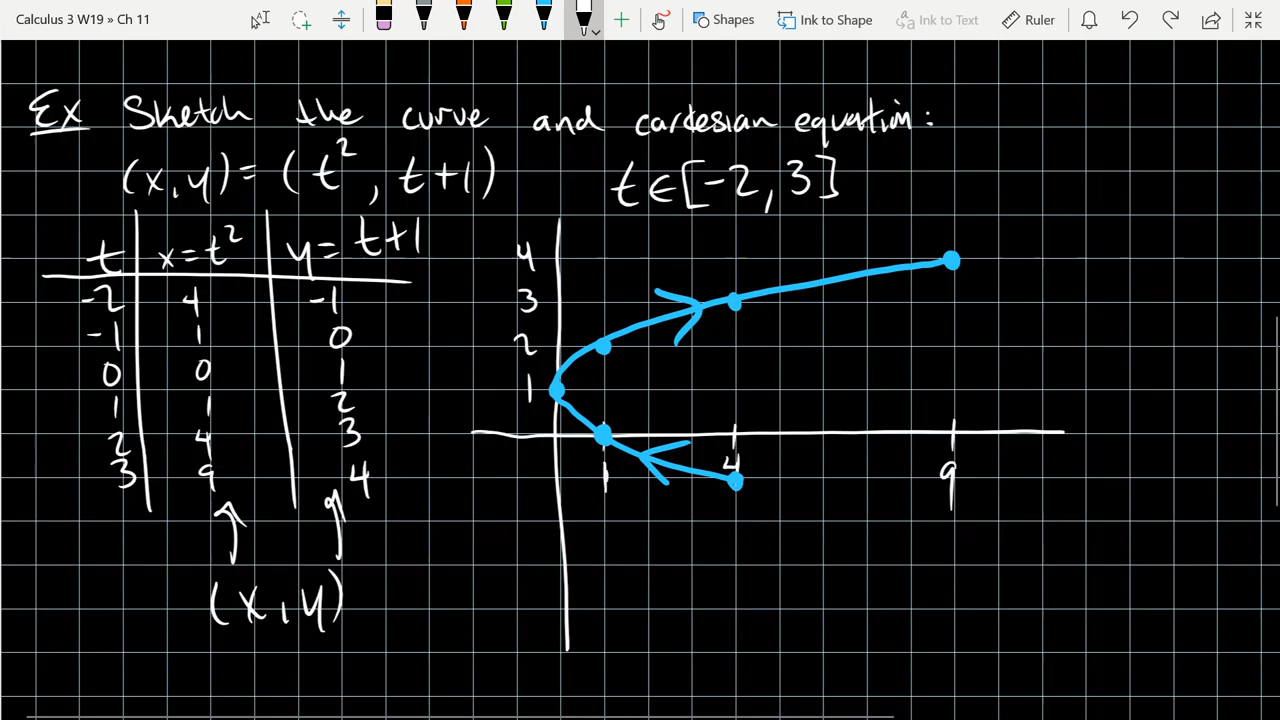 Calculus 3 W19 » Ch 11
Shapes Ink to Shape Ink to Text Ruler
Ex Sketch the curve and cartesian equation:
(x,y)=(t², t+1) t∈[-2,3]
t x=t² y=t+1
-2 4 -1
-1 1 0
0 0 1
1 1 2
2 4 3
3 9 4
(x,y)
4
3
2
1
1 4 9